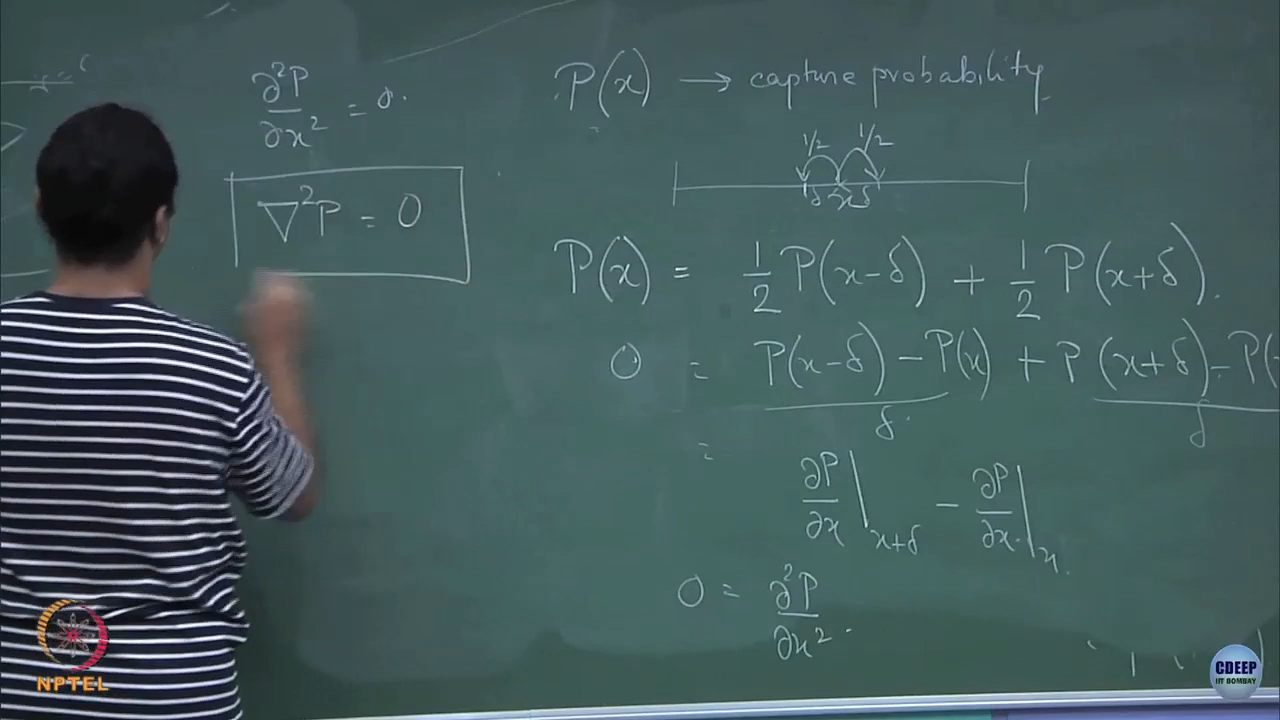 ∂²P/∂x² = 0.
∇²P = 0
P(x) → capture probability
1/2 1/2
δ x δ
P(x) = 1/2 P(x-δ) + 1/2 P(x+δ).
0 = P(x-δ) - P(x)/δ + P(x+δ) - P(/δ
= ∂P/∂x |x+δ - ∂P/∂x |x
0 = ∂²P/∂x².
NPTEL
CDEEP
IIT BOMBAY